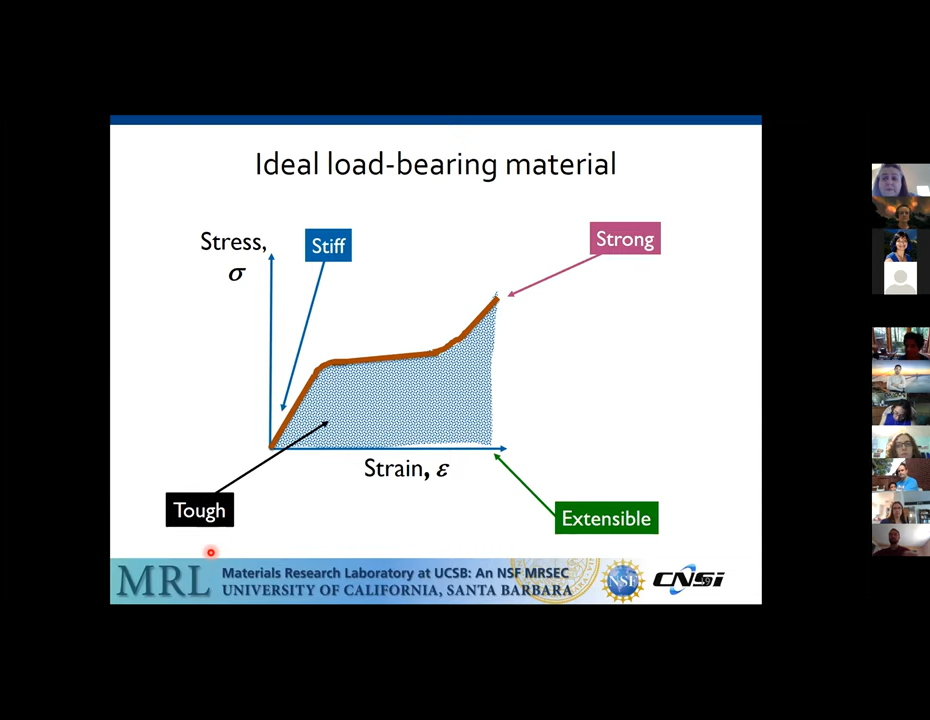 Ideal load-bearing material
Stress,
σ
Stiff
Strong
Strain, ε
Tough
Extensible
MRL
Materials Research Laboratory at UCSB: An NSF MRSEC
UNIVERSITY OF CALIFORNIA, SANTA BARBARA
NSF
CNSI